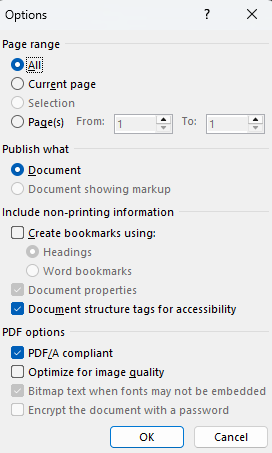 Options ? ×
Page range
All
Current page
Selection
Page(s) From: 1 To: 1
Publish what
Document
Document showing markup
Include non-printing information
Create bookmarks using:
Headings
Word bookmarks
Document properties
Document structure tags for accessibility
PDF options
PDF/A compliant
Optimize for image quality
Bitmap text when fonts may not be embedded
Encrypt the document with a password
OK Cancel